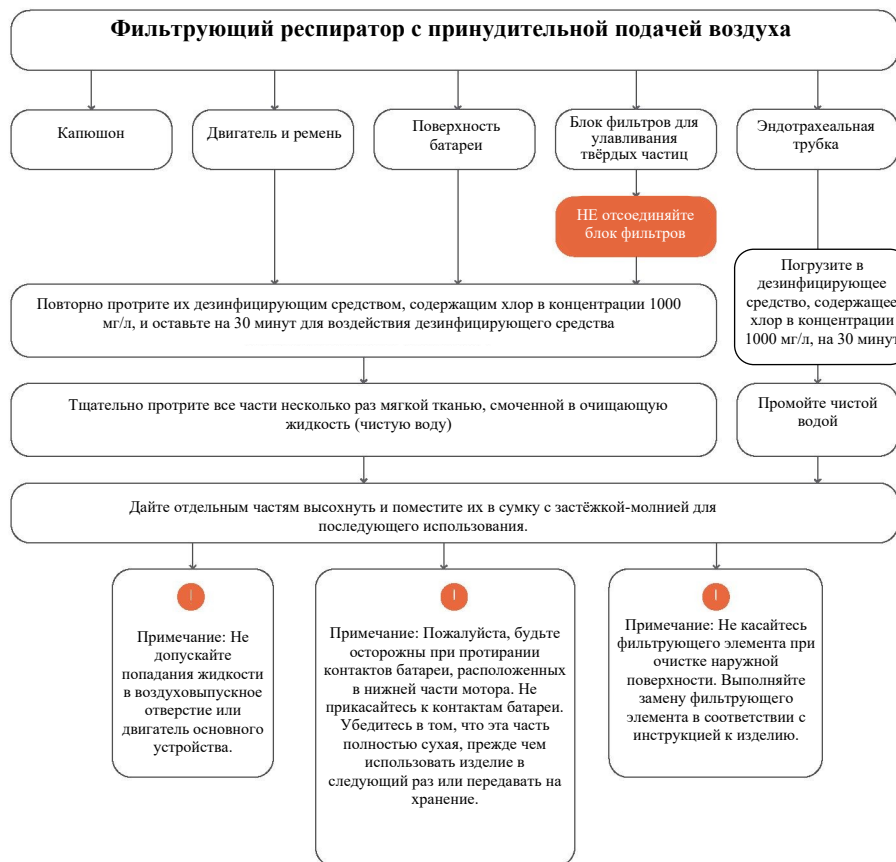 Фильтрующий респиратор с принудительной подачей воздуха
Капюшон
Двигатель и ремень
Поверхность
батареи
Блок фильтров для
улавливания
твёрдых частиц
Эндотрахеальная
трубка
НЕ отсоединяйте
блок фильтров
Повторно протрите их дезинфицирующим средством, содержащим хлор в концентрации 1000
мг/л, и оставьте на 30 минут для воздействия дезинфицирующего средства
Погрузите в
дезинфицирующее
средство, содержащее
хлор в концентрации
1000 мг/л, на 30 минут
Тщательно протрите все части несколько раз мягкой тканью, смоченной в очищающую
жидкость (чистую воду)
Промойте чистой
водой
Дайте отдельным частям высохнуть и поместите их в сумку с застёжкой-молнией для
последующего использования.
Примечание: Не
допускайте
попадания жидкости
в воздуховыпускное
отверстие или
двигатель основного
устройства.
Примечание: Пожалуйста, будьте
осторожны при протирании
контактов батареи, расположенных
в нижней части мотора. Не
прикасайтесь к контактам батареи.
Убедитесь в том, что эта часть
полностью сухая, прежде чем
использовать изделие в
следующий раз или передавать на
хранение.
Примечание: Не касайтесь
фильтрующего элемента при
очистке наружной
поверхности. Выполняйте
замену фильтрующего
элемента в соответствии с
инструкцией к изделию.